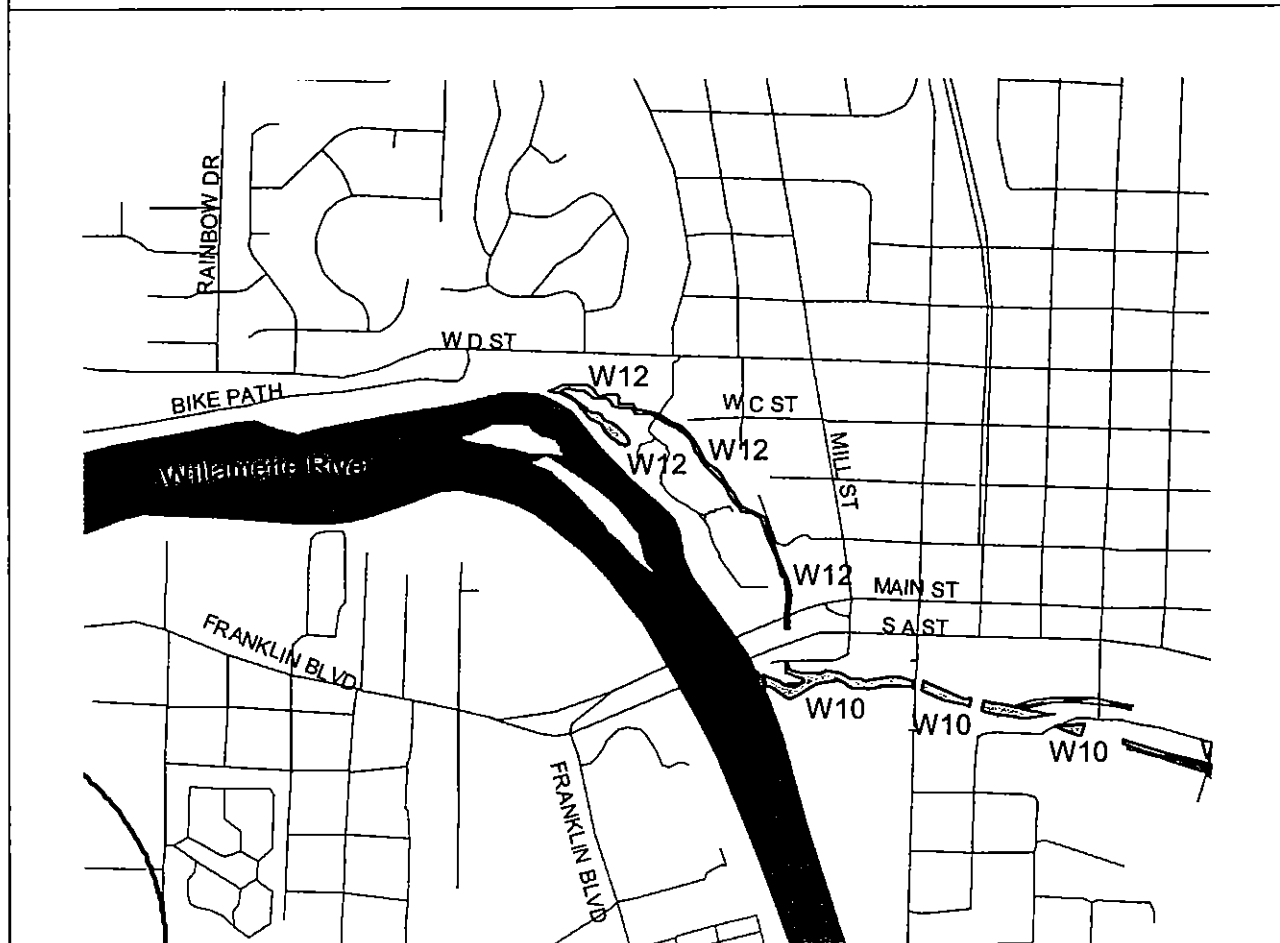 RAINBOW DR
W D ST
W12
BIKE PATH
W C ST
W12
W12
MILL ST
Willamette River
W12
MAIN ST
S A ST
FRANKLIN BLVD
W10
W10
W10
FRANKLIN BLVD